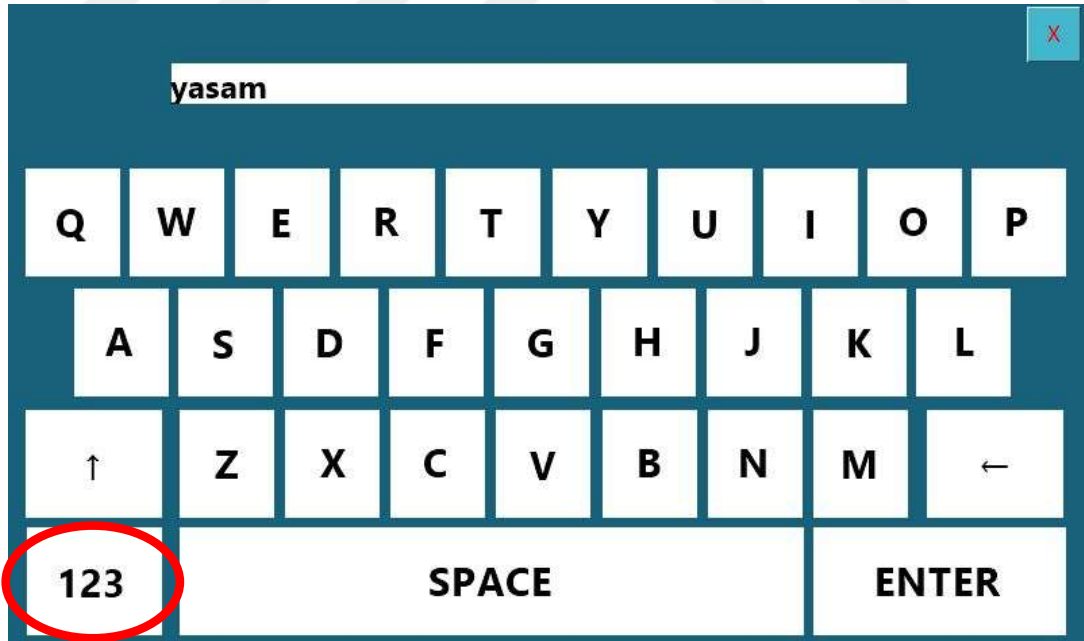 X
yasam
Q W E R T Y U I O P
A S D F G H J K L
↑ Z X C V B N M ←
123 SPACE ENTER